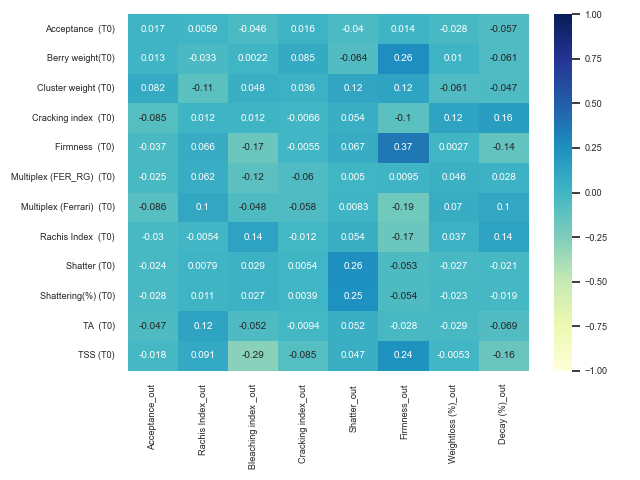 Acceptance (T0) 0.017 0.0059 -0.046 0.016 -0.04 0.014 -0.028 -0.057
Berry weight(T0) 0.013 -0.033 0.0022 0.085 -0.064 0.26 0.01 -0.061
Cluster weight (T0) 0.082 -0.11 0.048 0.036 0.12 0.12 -0.061 -0.047
Cracking index (T0) -0.085 0.012 0.012 -0.0066 0.054 -0.1 0.12 0.16
Firmness (T0) -0.037 0.066 -0.17 -0.0055 0.067 0.37 0.0027 -0.14
Multiplex (FER_RG) (T0) -0.025 0.062 -0.12 -0.06 0.005 0.0095 0.046 0.028
Multiplex (Ferrari) (T0) -0.086 0.1 -0.048 -0.058 0.0083 -0.19 0.07 0.1
Rachis Index (T0) -0.03 -0.0054 0.14 -0.012 0.054 -0.17 0.037 0.14
Shatter (T0) -0.024 0.0079 0.029 0.0054 0.26 -0.053 -0.027 -0.021
Shattering(%) (T0) -0.028 0.011 0.027 0.0039 0.25 -0.054 -0.023 -0.019
TA (T0) -0.047 0.12 -0.052 -0.0094 0.052 -0.028 -0.029 -0.069
TSS (T0) -0.018 0.091 -0.29 -0.085 0.047 0.24 -0.0053 -0.16
Acceptance_out
Rachis Index_out
Bleaching index _out
Cracking index_out
Shatter_out
Firmness_out
Weightloss (%)_out
Decay (%)_out
1.00
0.75
0.50
0.25
0.00
-0.25
-0.50
-0.75
-1.00